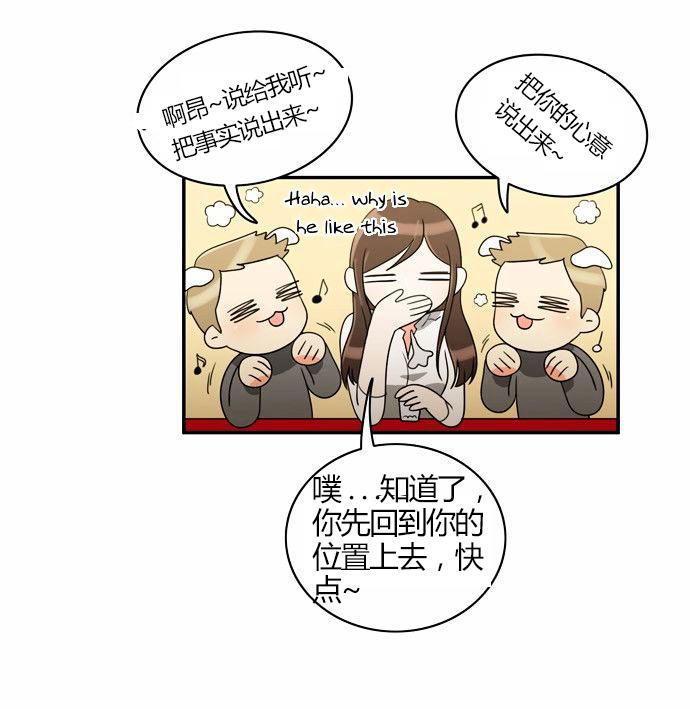 啊昂~说给我听~
把事实说出来~
把你的心意
说出来~
Haha... why is
he like this
噗...知道了,
你先回到你的
位置上去,快
点~